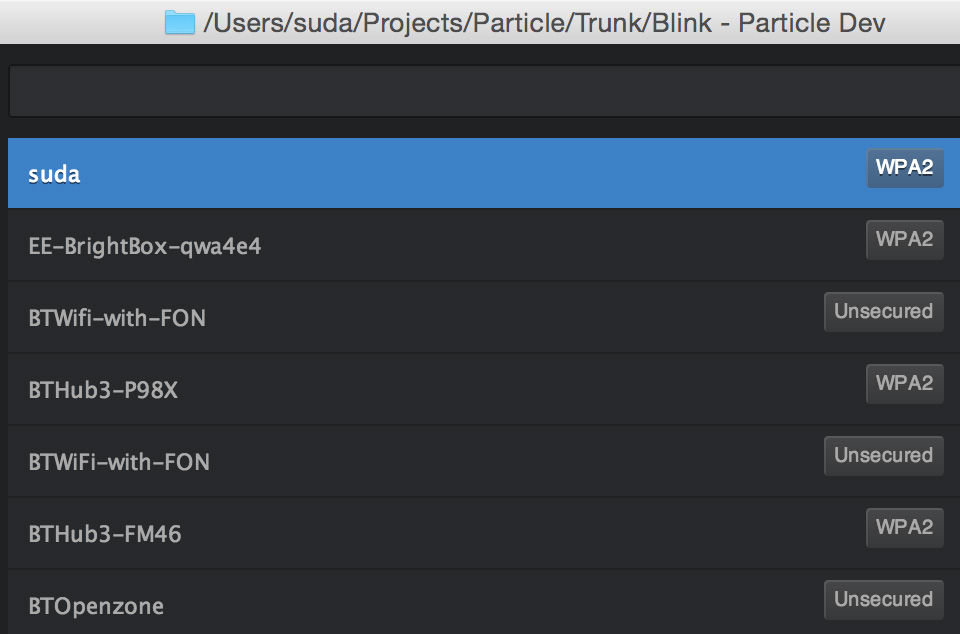 /Users/suda/Projects/Particle/Trunk/Blink - Particle Dev
suda WPA2
EE-BrightBox-qwa4e4 WPA2
BTWifi-with-FON Unsecured
BTHub3-P98X WPA2
BTWiFi-with-FON Unsecured
BTHub3-FM46 WPA2
BTOpenzone Unsecured